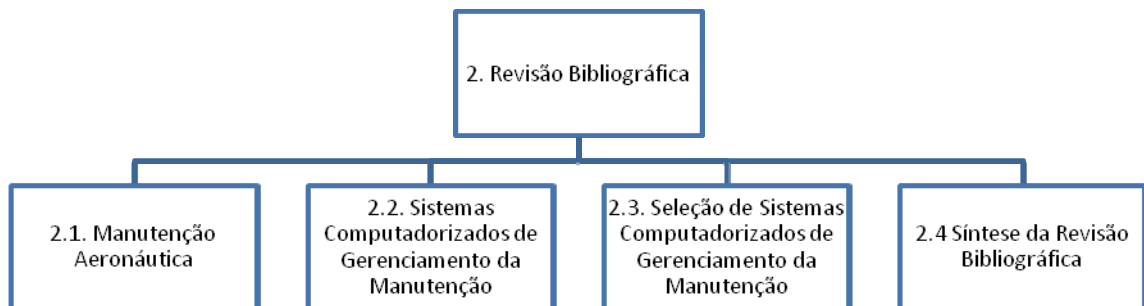 2. Revisão Bibliográfica
2.1. Manutenção
Aeronáutica
2.2. Sistemas
Computadorizados de
Gerenciamento da
Manutenção
2.3. Seleção de Sistemas
Computadorizados de
Gerenciamento da
Manutenção
2.4 Síntese da Revisão
Bibliográfica